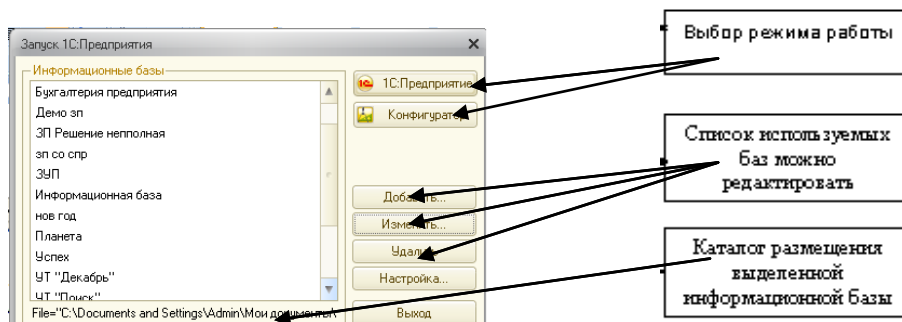 Запуск 1С:Предприятия
Информационные базы
Бухгалтерия предприятия
Демо зп
ЗП Решение непполная
зп со спр
ЗУП
Информационная база
нов год
Планета
Успех
УТ "Декабрь"
УТ "Поиск"
File="C:\Documents and Settings\Admin\Мои документы\
1С:Предприятие
Конфигуратор
Добавить...
Изменить...
Удалить
Настройка...
Выход
Выбор режима работы
Список используемых
баз можно
редактировать
Каталог размещения
выделенной
информационной базы